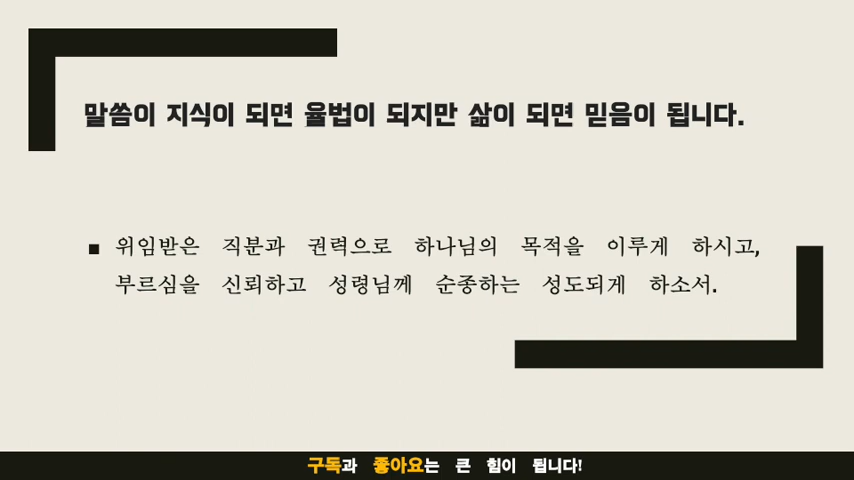 말씀이 지식이 되면 율법이 되지만 삶이 되면 믿음이 됩니다.
■ 위임받은 직분과 권력으로 하나님의 목적을 이루게 하시고,
부르심을 신뢰하고 성령님께 순종하는 성도되게 하소서.
구독과 좋아요는 큰 힘이 됩니다!